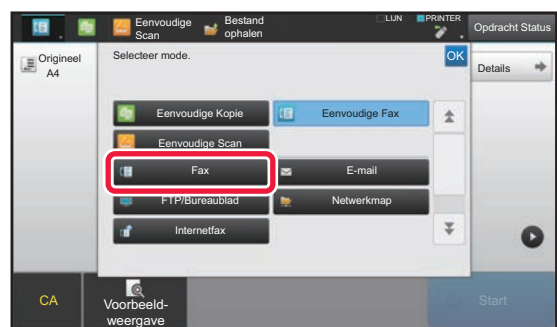 Eenvoudige Scan
Bestand ophalen
LIJN
PRINTER
Opdracht Status
Origineel
A4
Selecteer mode.
OK
Details
Eenvoudige Kopie
Eenvoudige Fax
Eenvoudige Scan
Fax
E-mail
FTP/Bureaublad
Netwerkmap
Internetfax
CA
Voorbeeld-
weergave
Start